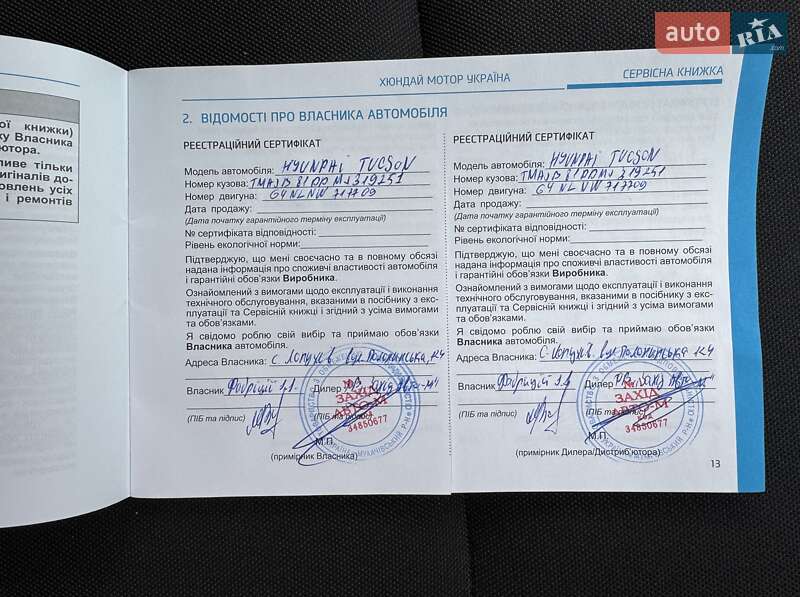 auto RIA.com
ХЮНДАЙ МОТОР УКРАЇНА
СЕРВІСНА КНИЖКА
ої книжки)
ку Власника
ютора.
ливе тільки
игіналів до-
овлень усіх
і ремонтів
2. ВІДОМОСТІ ПРО ВЛАСНИКА АВТОМОБІЛЯ
РЕЄСТРАЦІЙНИЙ СЕРТИФІКАТ
Модель автомобіля: HYUNDAI TUCSON
Номер кузова: TMAJB81DDMJ319251
Номер двигуна: G4NLNW717709
Дата продажу:
(Дата початку гарантійного терміну експлуатації)
№ сертифіката відповідності:
Рівень екологічної норми:
Підтверджую, що мені своєчасно та в повному обсязі
надана інформація про споживчі властивості автомобіля
і гарантійні обов'язки Виробника.
Ознайомлений з вимогами щодо експлуатації і виконання
технічного обслуговування, вказаними в посібнику з екс-
плуатації та Сервісній книжці і згідний з усіма вимогами
та обов'язками.
Я свідомо роблю свій вибір та приймаю обов'язки
Власника автомобіля.
Адреса Власника: с.
Власник Дилер
ЗАХІД
АВТО-М
34850677
(ПІБ та підпис) (ПІБ та підпис)
М.П.
(примірник Власника)
РЕЄСТРАЦІЙНИЙ СЕРТИФІКАТ
Модель автомобіля: HYUNDAI TUCSON
Номер кузова: TMAJB81DDMJ319251
Номер двигуна: G4NLNW717709
Дата продажу:
(Дата початку гарантійного терміну експлуатації)
№ сертифіката відповідності:
Рівень екологічної норми:
Підтверджую, що мені своєчасно та в повному обсязі
надана інформація про споживчі властивості автомобіля
і гарантійні обов'язки Виробника.
Ознайомлений з вимогами щодо експлуатації і виконання
технічного обслуговування, вказаними в посібнику з екс-
плуатації та Сервісній книжці і згідний з усіма вимогами
та обов'язками.
Я свідомо роблю свій вибір та приймаю обов'язки
Власника автомобіля.
Адреса Власника: с.
Власник Дилер
ЗАХІД
34850677
(ПІБ та підпис)
М.П.
(примірник Дилера/Дистриб'ютора)
13